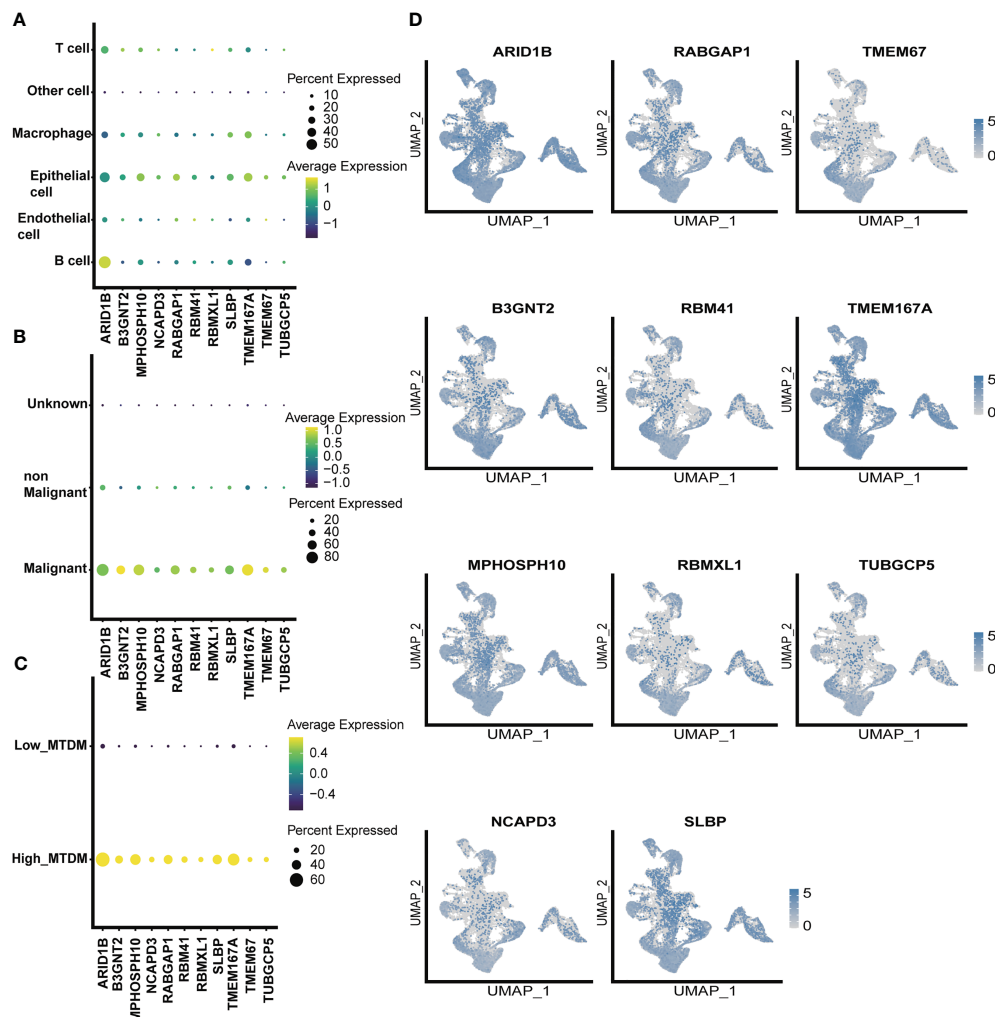 A
T cell
Other cell
Macrophage
Epithelial
cell
Endothelial
cell
B cell
ARID1B
B3GNT2
MPHOSPH10
NCAPD3
RABGAP1
RBM41
RBMXL1
SLBP
TMEM167A
TMEM67
TUBGCP5
Percent Expressed
10
20
30
40
50
Average Expression
1
0
−1
B
Unknown
non
Malignant
Malignant
ARID1B
B3GNT2
MPHOSPH10
NCAPD3
RABGAP1
RBM41
RBMXL1
SLBP
TMEM167A
TMEM67
TUBGCP5
Average Expression
1.0
0.5
0.0
−0.5
−1.0
Percent Expressed
20
40
60
80
C
Low_MTDM
High_MTDM
ARID1B
B3GNT2
MPHOSPH10
NCAPD3
RABGAP1
RBM41
RBMXL1
SLBP
TMEM167A
TMEM67
TUBGCP5
Average Expression
0.4
0.0
−0.4
Percent Expressed
20
40
60
D
ARID1B
UMAP_2
UMAP_1
RABGAP1
UMAP_2
UMAP_1
TMEM67
UMAP_2
UMAP_1
5
0
B3GNT2
UMAP_2
UMAP_1
RBM41
UMAP_2
UMAP_1
TMEM167A
UMAP_2
UMAP_1
5
0
MPHOSPH10
UMAP_2
UMAP_1
RBMXL1
UMAP_2
UMAP_1
TUBGCP5
UMAP_2
UMAP_1
5
0
NCAPD3
UMAP_2
UMAP_1
SLBP
UMAP_2
UMAP_1
5
0